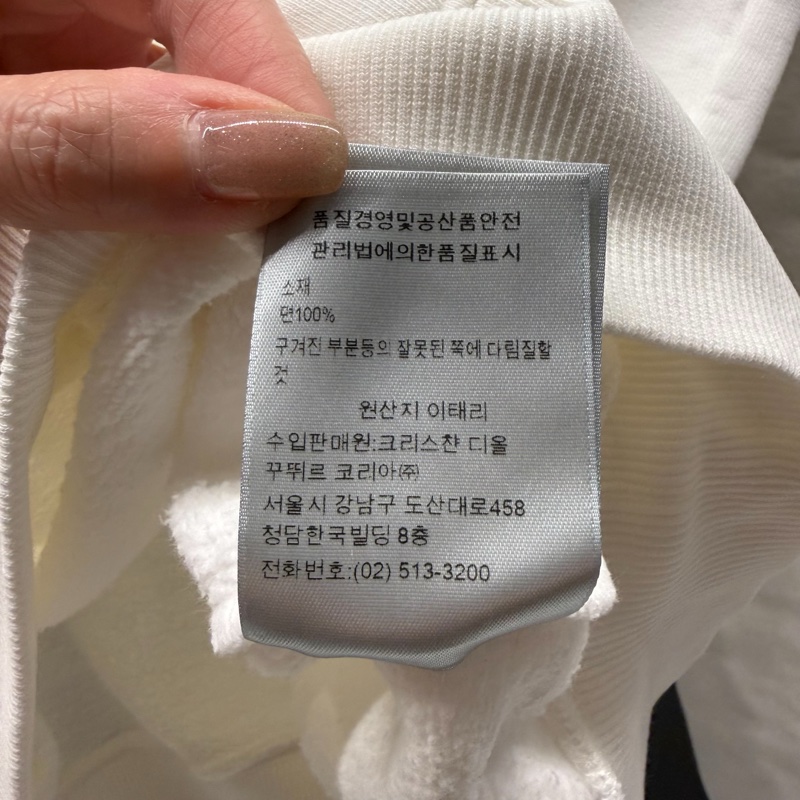 품질경영및공산품안전
관리법에의한품질표시
소재
면100%
구겨진 부분등의 잘못된 쪽에 다림질할
것
원산지 이태리
수입판매원:크리스챤 디올
꾸뛰르 코리아㈜
서울시 강남구 도산대로458
청담한국빌딩 8층
전화번호:(02) 513-3200